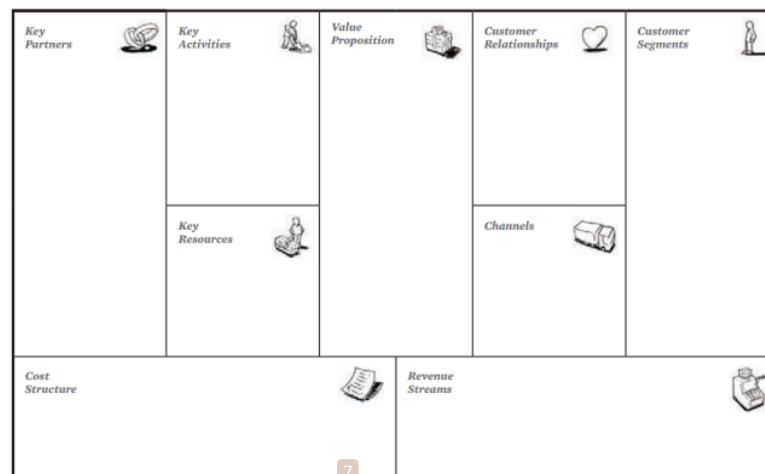 Key
Partners
Key
Activities
Value
Proposition
Customer
Relationships
Customer
Segments
Key
Resources
Channels
Cost
Structure
Revenue
Streams
7